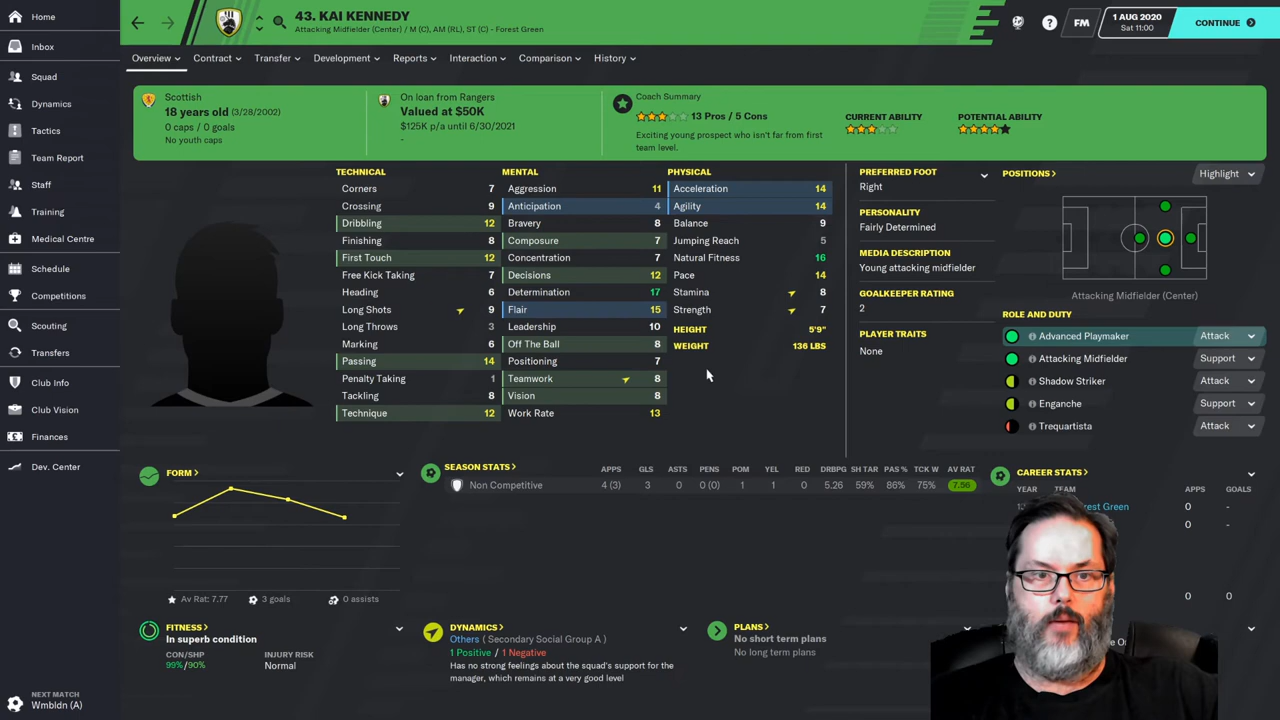 Home
Inbox
Squad
Dynamics
Tactics
Team Report
Staff
Training
Medical Centre
Schedule
Competitions
Scouting
Transfers
Club Info
Club Vision
Finances
Dev. Center
NEXT MATCH
Wmbldn (A)
43. KAI KENNEDY
Attacking Midfielder (Center) / M (C), AM (RL), ST (C) - Forest Green
FM
1 AUG 2020
Sat 11:00
CONTINUE
Overview Contract Transfer Development Reports Interaction Comparison History
Scottish
18 years old (3/28/2002)
0 caps / 0 goals
No youth caps
On loan from Rangers
Valued at $50K
$125K p/a until 6/30/2021
-
Coach Summary
13 Pros / 5 Cons
Exciting young prospect who isn't far from first
team level.
CURRENT ABILITY
POTENTIAL ABILITY
TECHNICAL
Corners 7
Crossing 9
Dribbling 12
Finishing 8
First Touch 12
Free Kick Taking 7
Heading 6
Long Shots 9
Long Throws 3
Marking 6
Passing 14
Penalty Taking 1
Tackling 8
Technique 12
MENTAL
Aggression 11
Anticipation 4
Bravery 8
Composure 7
Concentration 7
Decisions 12
Determination 17
Flair 15
Leadership 10
Off The Ball 8
Positioning 7
Teamwork 8
Vision 8
Work Rate 13
PHYSICAL
Acceleration 14
Agility 14
Balance 9
Jumping Reach 5
Natural Fitness 16
Pace 14
Stamina 8
Strength 7
HEIGHT 5'9"
WEIGHT 136 LBS
PREFERRED FOOT
Right
PERSONALITY
Fairly Determined
MEDIA DESCRIPTION
Young attacking midfielder
GOALKEEPER RATING
2
PLAYER TRAITS
None
POSITIONS Highlight
Attacking Midfielder (Center)
ROLE AND DUTY
Advanced Playmaker Attack
Attacking Midfielder Support
Shadow Striker Attack
Enganche Support
Trequartista Attack
FORM
Av Rat: 7.77 3 goals 0 assists
SEASON STATS APPS GLS ASTS PENS POM YEL RED DRBPG SH TAR PAS % TCK W AV RAT
Non Competitive 4 (3) 3 0 0 (0) 1 1 0 5.26 59% 86% 75% 7.56
CAREER STATS
YEAR TEAM APPS GOALS
Forest Green 0 -
0 -
0 0
FITNESS
In superb condition
CON/SHP
99%/90%
INJURY RISK
Normal
DYNAMICS
Others ( Secondary Social Group A )
1 Positive / 1 Negative
Has no strong feelings about the squad's support for the
manager, which remains at a very good level
PLANS
No short term plans
No long term plans